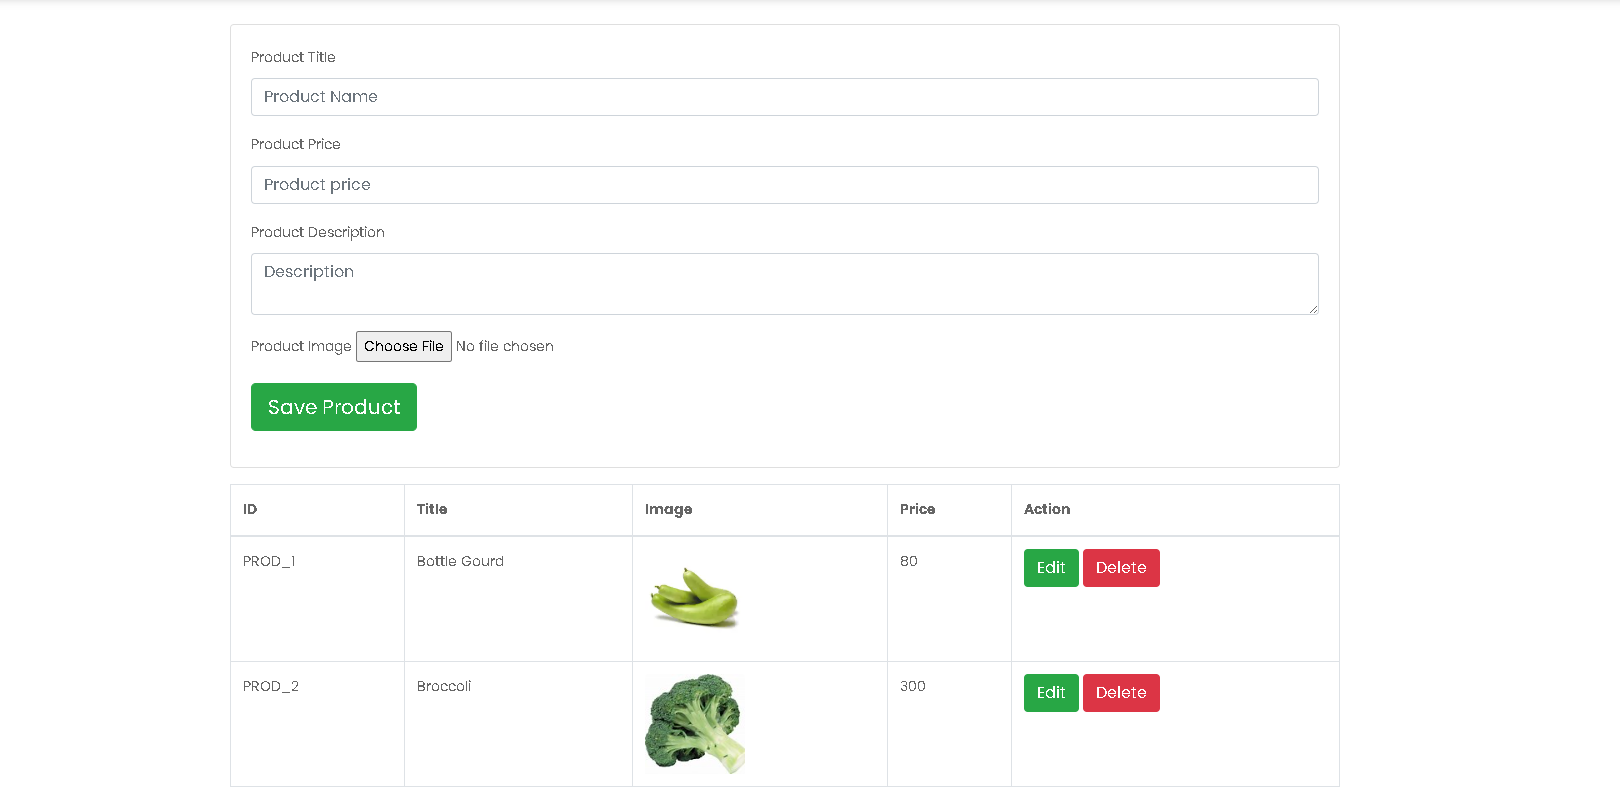 Product Title
Product Name
Product Price
Product price
Product Description
Description
Product Image Choose File No file chosen
Save Product
ID Title Image Price Action
PROD_1 Bottle Gourd 80 Edit Delete
PROD_2 Broccoli 300 Edit Delete